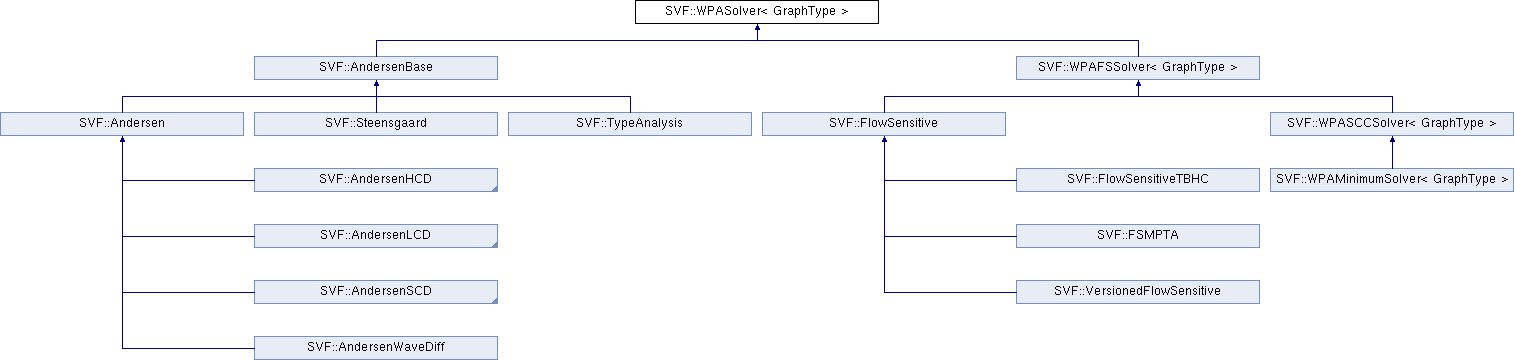 SVF::WPASolver< GraphType >
SVF::AndersenBase
SVF::WPAFSSolver< GraphType >
SVF::Andersen
SVF::Steensgaard
SVF::TypeAnalysis
SVF::FlowSensitive
SVF::WPASCCSolver< GraphType >
SVF::AndersenHCD
SVF::FlowSensitiveTBHC
SVF::WPAMinimumSolver< GraphType >
SVF::AndersenLCD
SVF::FSMPTA
SVF::AndersenSCD
SVF::VersionedFlowSensitive
SVF::AndersenWaveDiff